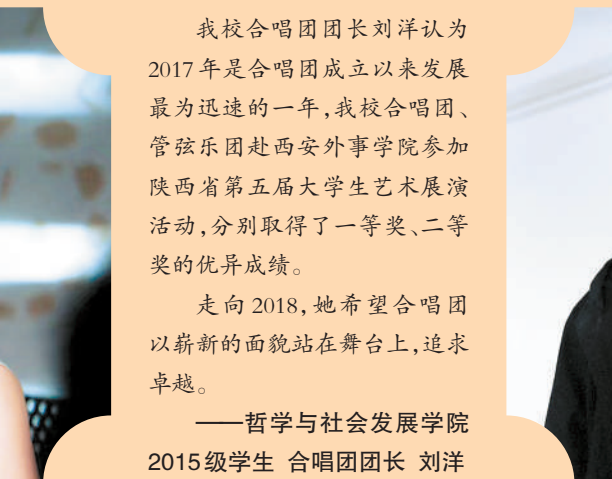 我校合唱团团长刘洋认为
2017年是合唱团成立以来发展
最为迅速的一年,我校合唱团、
管弦乐团赴西安外事学院参加
陕西省第五届大学生艺术展演
活动,分别取得了一等奖、二等
奖的优异成绩。
走向2018,她希望合唱团
以崭新的面貌站在舞台上,追求
卓越。
——哲学与社会发展学院
2015级学生 合唱团团长 刘洋